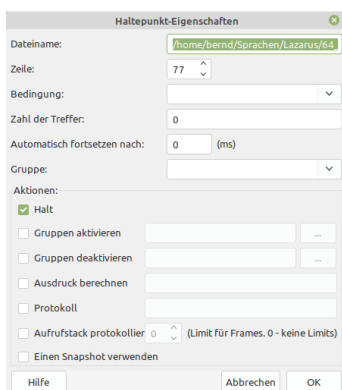 Haltepunkt-Eigenschaften
Dateiname: /home/bernd/Sprachen/Lazarus/64
Zeile: 77
Bedingung:
Zahl der Treffer: 0
Automatisch fortsetzen nach: 0 (ms)
Gruppe:
Aktionen:
Halt
Gruppen aktivieren ...
Gruppen deaktivieren ...
Ausdruck berechnen
Protokoll
Aufrufstack protokollier 0 (Limit für Frames. 0 - keine Limits)
Einen Snapshot verwenden
Hilfe Abbrechen OK